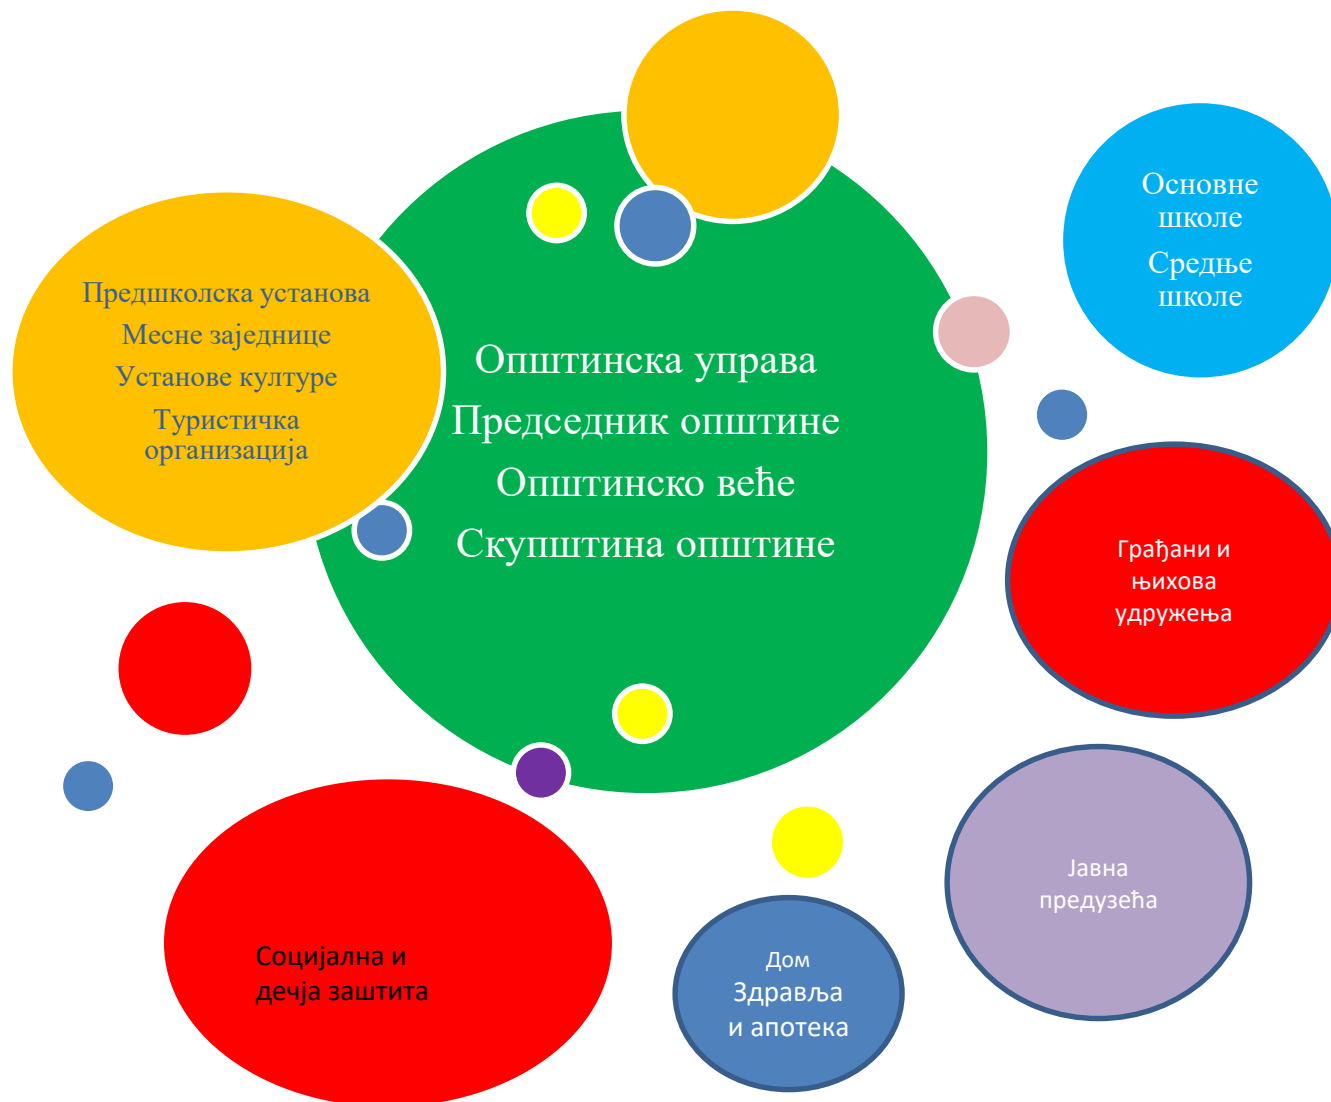 Основне
школе
Средње
школе
Предшколска установа
Месне заједнице
Установе културе
Туристичка
организација
Општинска управа
Председник општине
Општинско веће
Скупштина општине
Грађани и
њихова
удружења
Јавна
предузећа
Социјална и
дечја заштита
Дом
Здравља
и апотека